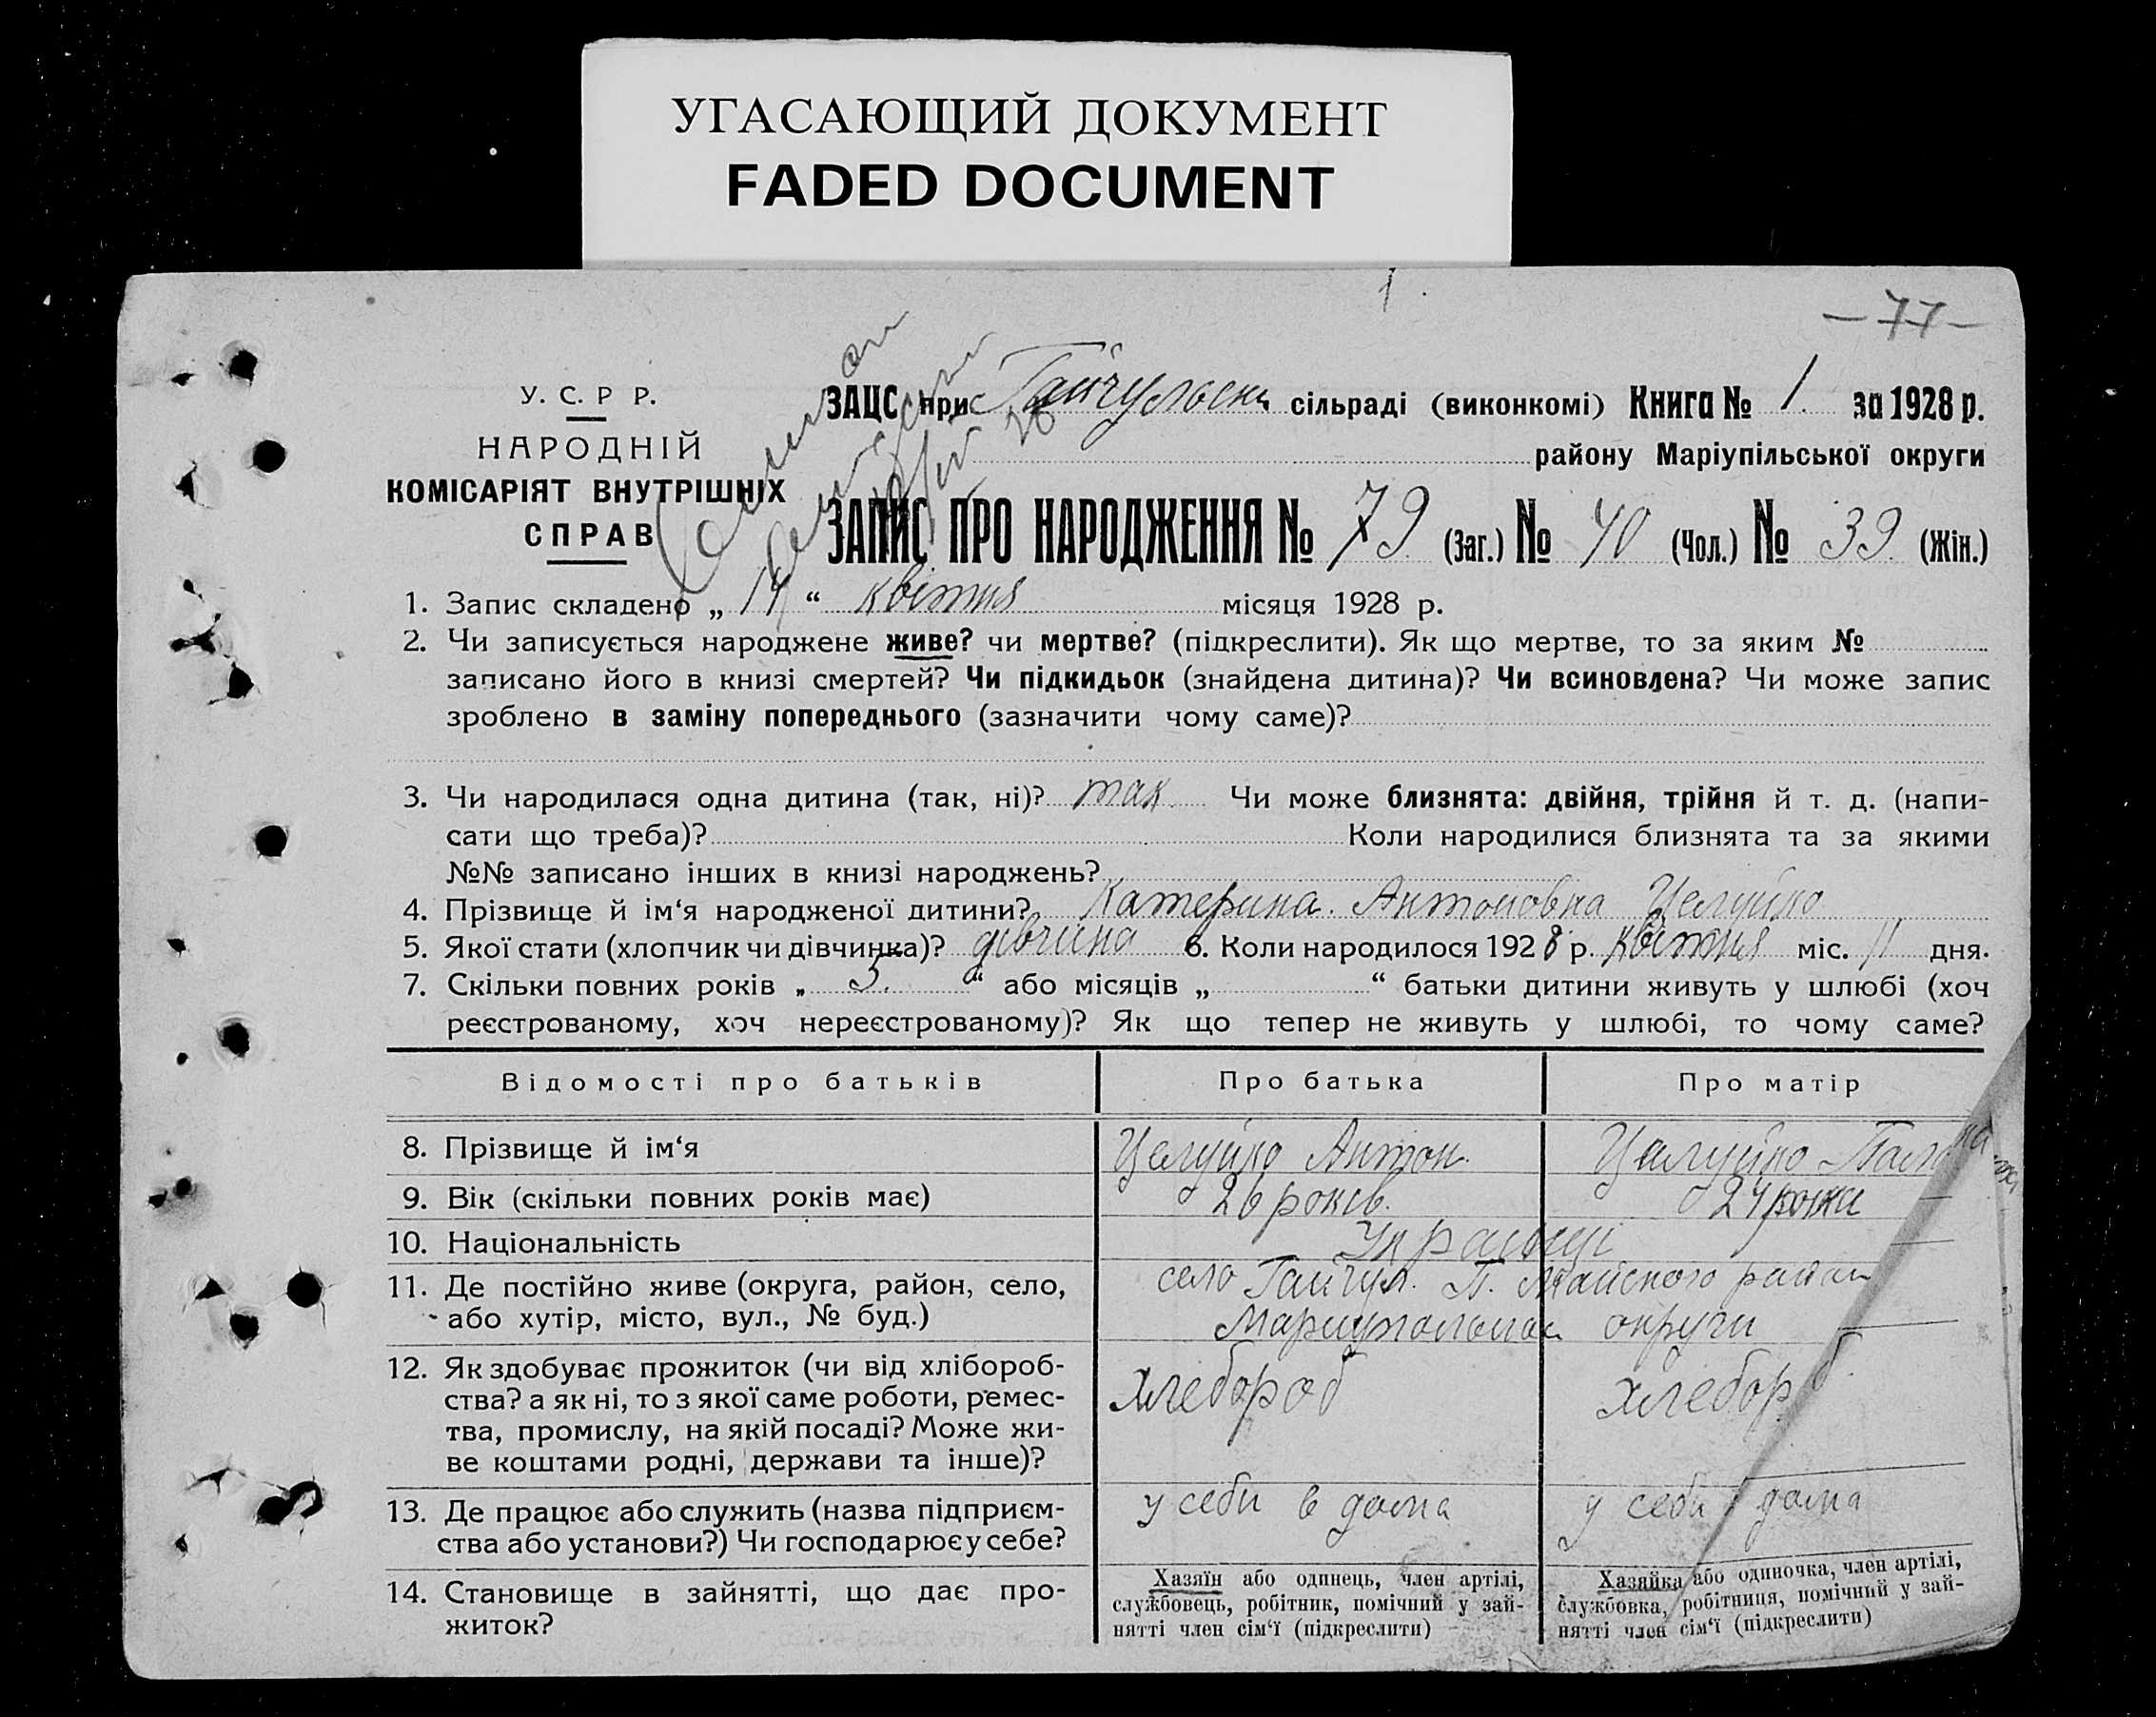 УГАСАЮЩИЙ ДОКУМЕНТ
FADED DOCUMENT
1
— 77 —
У. С. Р Р.
НАРОДНІЙ
КОМІСАРІЯТ ВНУТРІШНІХ
СПРАВ
ЗАЦС при Гайчульськ сільраді (виконкомі) Книга № 1. за 1928 р.
району Маріупільської округи
ЗАПИС ПРО НАРОДЖЕННЯ № 79 (Заг.) № 40 (Чол.) № 39 (Жін.)
1. Запис складено „ 14 “ квітня місяця 1928 р.
2. Чи записується народжене живе? чи мертве? (підкреслити). Як що мертве, то за яким №
записано його в книзі смертей? Чи підкидьок (знайдена дитина)? Чи всиновлена? Чи може запис
зроблено в заміну попереднього (зазначити чому саме)?
3. Чи народилася одна дитина (так, ні)? так Чи може близнята: двійня, трійня й т. д. (напи-
сати що треба)? Коли народилися близнята та за якими
№№ записано інших в книзі народжень?
4. Прізвище й ім‘я народженої дитини? Катерина. Антоновна Целуйко
5. Якої стати (хлопчик чи дівчинка)? дівчина 6. Коли народилося 1928 р. квітня міс. 11 дня.
7. Скільки повних років „ 5. “ або місяців „ “ батьки дитини живуть у шлюбі (хоч
реєстрованому, хоч нереєстрованому)? Як що тепер не живуть у шлюбі, то чому саме?
Відомості про батьків Про батька Про матір
8. Прізвище й ім‘я Целуйко Антон. Целуйко
9. Вік (скільки повних років має) 26 років. 24 роки
10. Національність Українці
11. Де постійно живе (округа, район, село, село Гайчул. П. Майского район
або хутір, місто, вул., № буд.) округи
12. Як здобуває прожиток (чи від хлібороб- хлебороб хлебороб
ства? а як ні, то з якої саме роботи, ремес-
тва, промислу, на якій посаді? Може жи-
ве коштами родні, держави та інше)?
13. Де працює або служить (назва підприєм- у себи в дома у себи дома
ства або установи?) Чи господарює у себе?
14. Становище в зайнятті, що дає про-
житок?
Хазяїн або одинець, член артілі,
службовець, робітник, помічний у зай-
нятті член сім‘ї (підкреслити)
Хазяйка або одиночка, член артілі,
службовка, робітниця, помічний у зай-
нятті член сім‘ї (підкреслити)